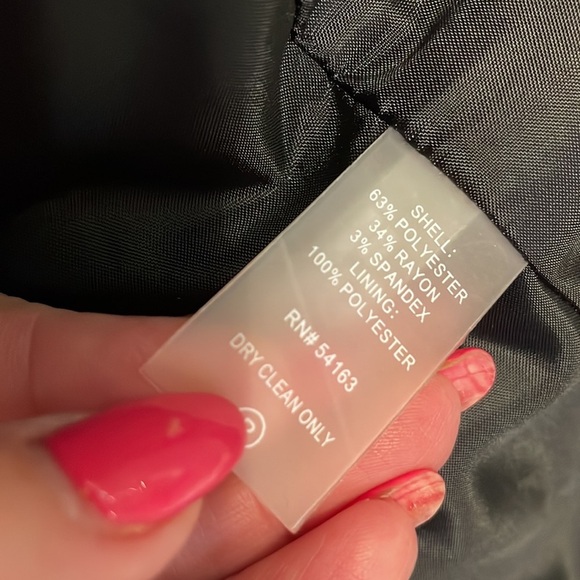 SHELL:
63% POLYESTER
34% RAYON
3% SPANDEX
LINING:
100% POLYESTER
RN# 54163
DRY CLEAN ONLY